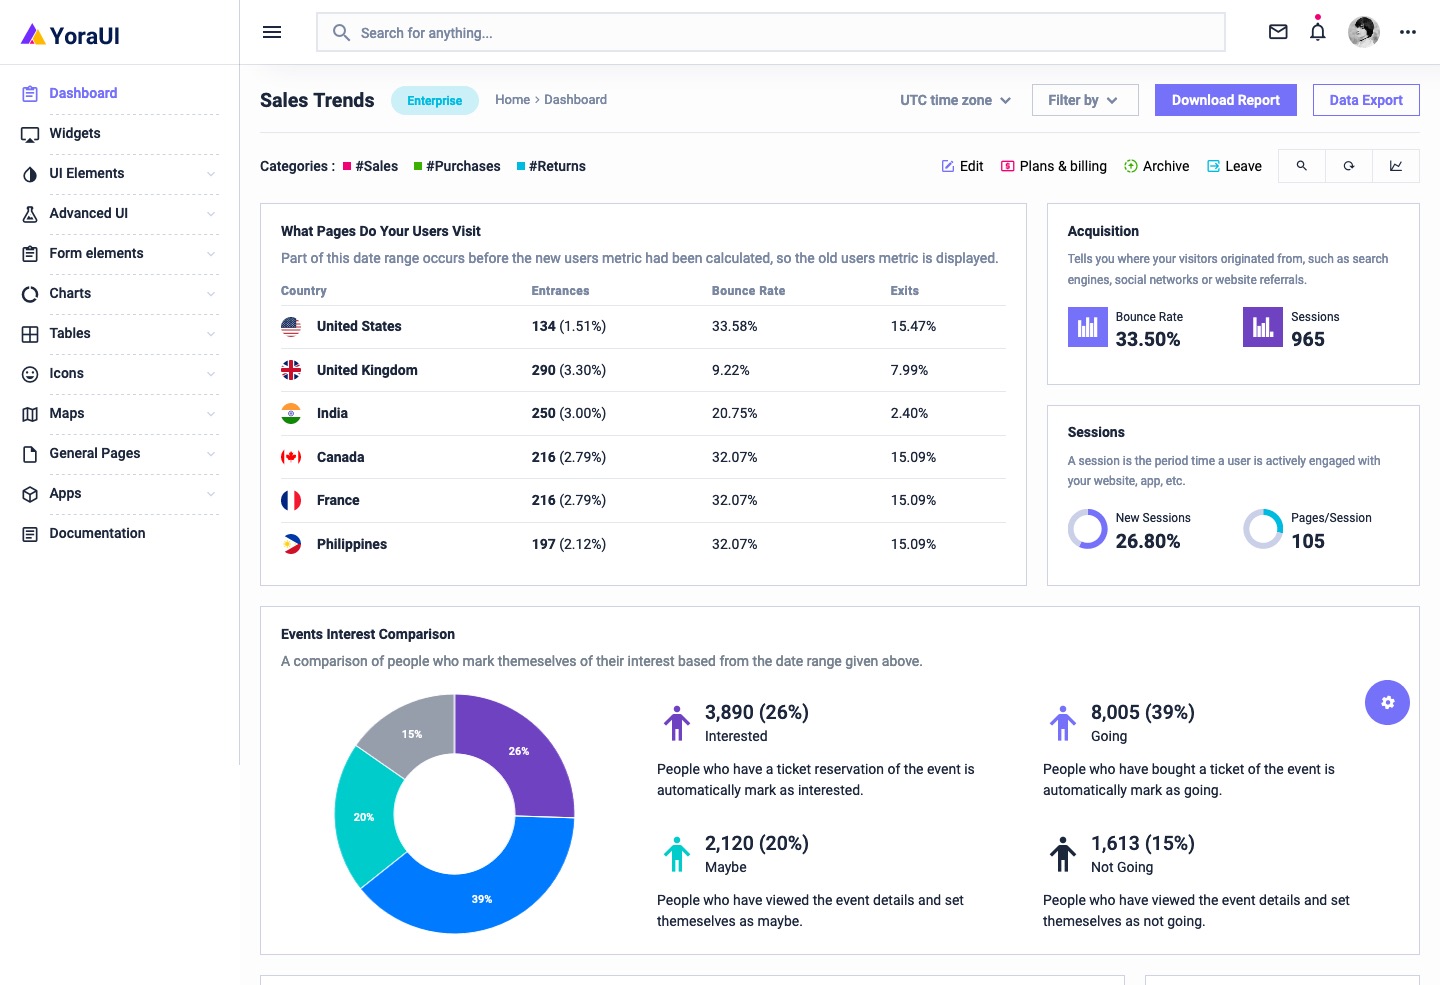 YoraUI
Search for anything...
Dashboard
Widgets
UI Elements
Advanced UI
Form elements
Charts
Tables
Icons
Maps
General Pages
Apps
Documentation
Sales Trends Enterprise Home > Dashboard UTC time zone Filter by Download Report Data Export
Categories : #Sales #Purchases #Returns Edit Plans & billing Archive Leave
What Pages Do Your Users Visit
Part of this date range occurs before the new users metric had been calculated, so the old users metric is displayed.
Country Entrances Bounce Rate Exits
United States 134 (1.51%) 33.58% 15.47%
United Kingdom 290 (3.30%) 9.22% 7.99%
India 250 (3.00%) 20.75% 2.40%
Canada 216 (2.79%) 32.07% 15.09%
France 216 (2.79%) 32.07% 15.09%
Philippines 197 (2.12%) 32.07% 15.09%
Acquisition
Tells you where your visitors originated from, such as search
engines, social networks or website referrals.
Bounce Rate
33.50%
Sessions
965
Sessions
A session is the period time a user is actively engaged with
your website, app, etc.
New Sessions
26.80%
Pages/Session
105
Events Interest Comparison
A comparison of people who mark themeselves of their interest based from the date range given above.
15%
26%
20%
39%
3,890 (26%)
Interested
People who have a ticket reservation of the event is
automatically mark as interested.
8,005 (39%)
Going
People who have bought a ticket of the event is
automatically mark as going.
2,120 (20%)
Maybe
People who have viewed the event details and set
themeselves as maybe.
1,613 (15%)
Not Going
People who have viewed the event details and set
themeselves as not going.